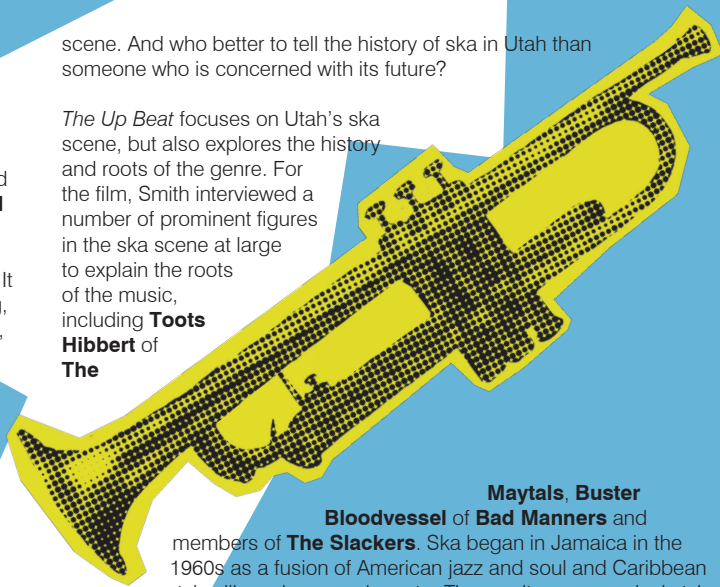 scene. And who better to tell the history of ska in Utah than
someone who is concerned with its future?
The Up Beat focuses on Utah's ska
scene, but also explores the history
and roots of the genre. For
the film, Smith interviewed a
number of prominent figures
in the ska scene at large
to explain the roots
of the music,
including Toots
Hibbert of
The
Maytals, Buster
Bloodvessel of Bad Manners and
members of The Slackers. Ska began in Jamaica in the
1960s as a fusion of American jazz and soul and Caribbean
It